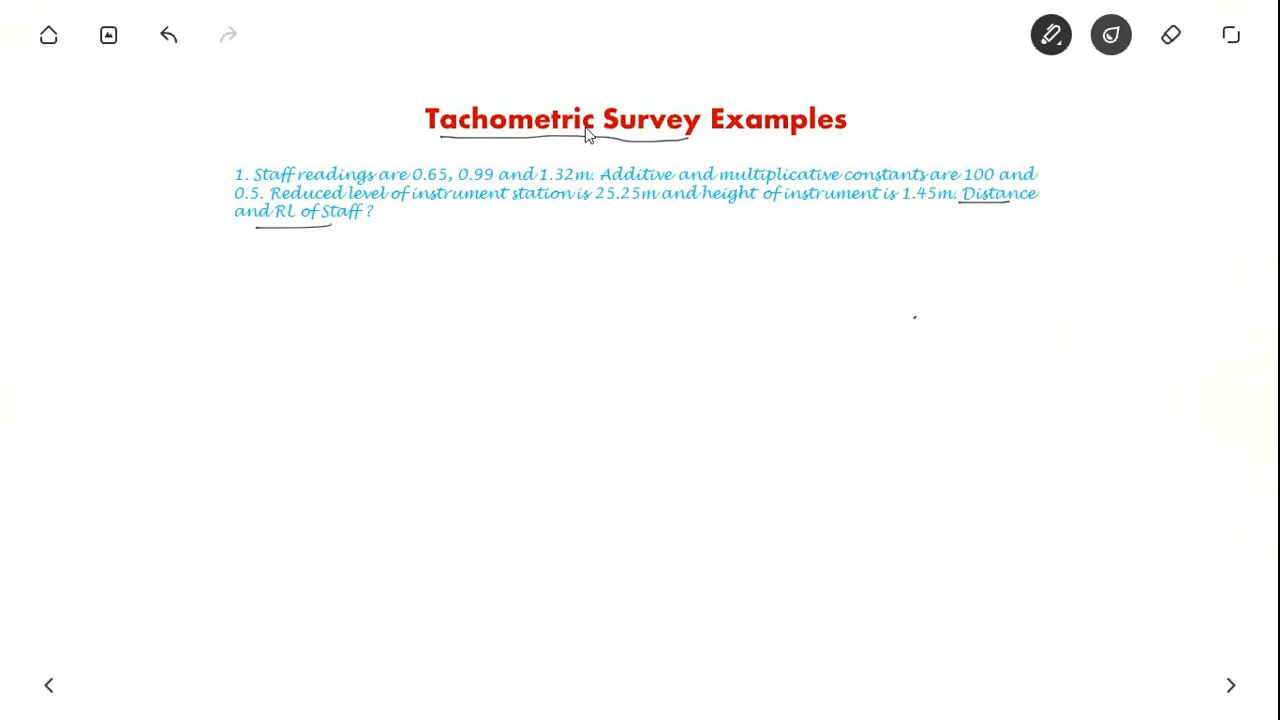 Tachometric Survey Examples
1. Staff readings are 0.65, 0.99 and 1.32m. Additive and multiplicative constants are 100 and
0.5. Reduced level of instrument station is 25.25m and height of instrument is 1.45m. Distance
and RL of Staff ?